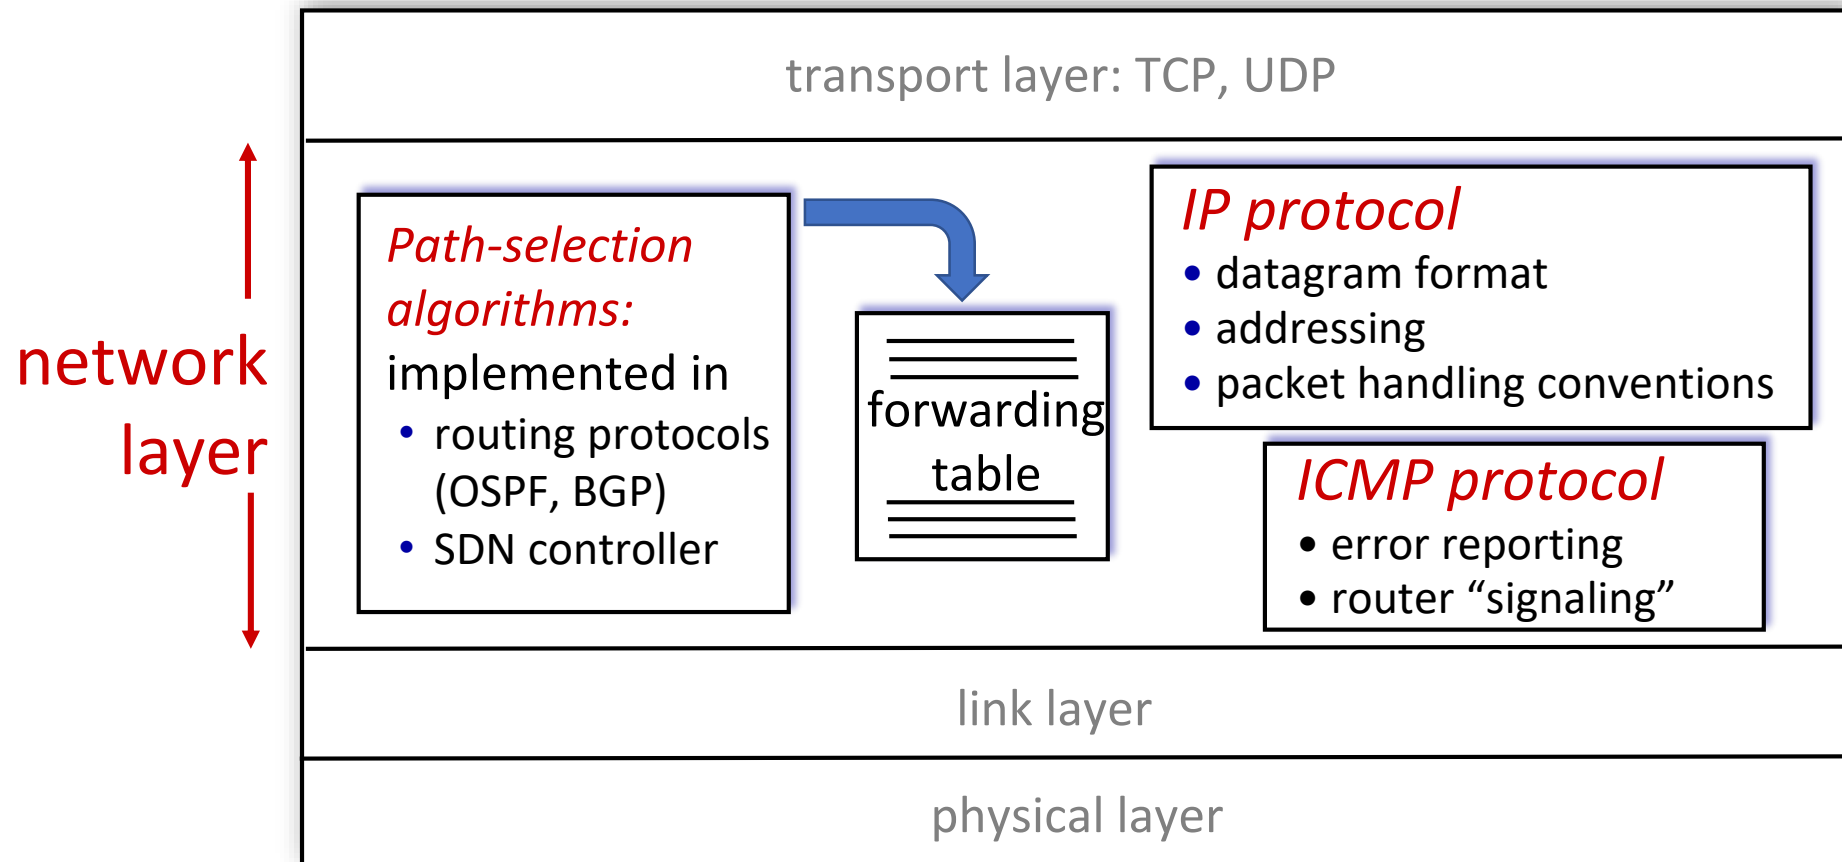 transport layer: TCP, UDP
network
layer
Path-selection
algorithms:
implemented in
• routing protocols
(OSPF, BGP)
• SDN controller
forwarding
table
IP protocol
• datagram format
• addressing
• packet handling conventions
ICMP protocol
• error reporting
• router “signaling”
link layer
physical layer